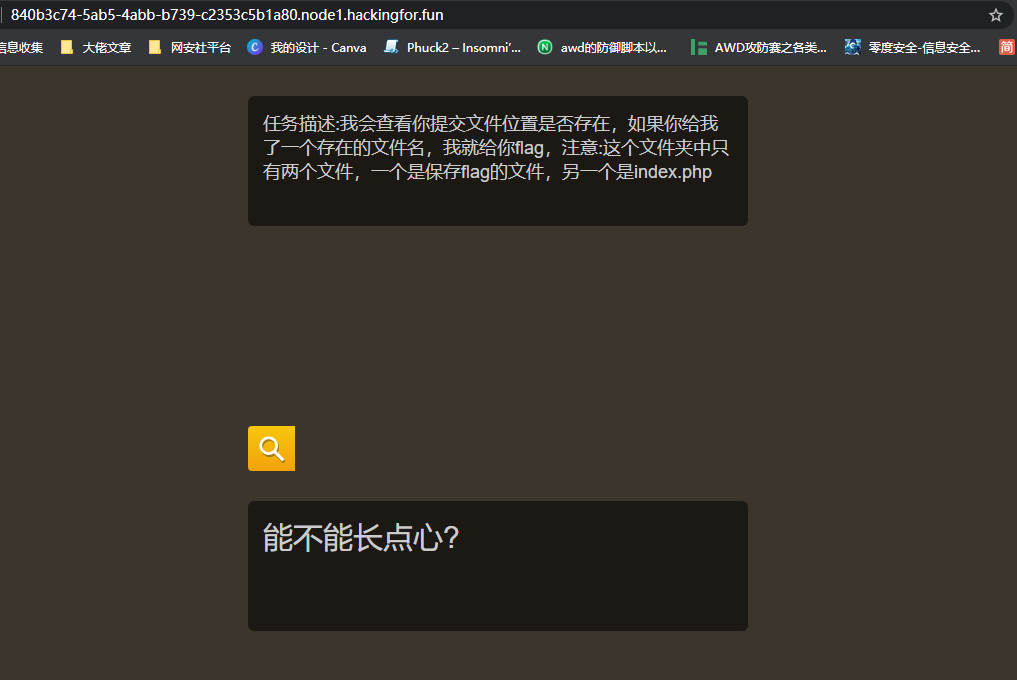 840b3c74-5ab5-4abb-b739-c2353c5b1a80.node1.hackingfor.fun
信息收集 大佬文章 网安社平台 C 我的设计 - Canva Phuck2 – Insomni'... N awd的防御脚本以... AWD攻防赛之各类... 零度安全-信息安全... 简
任务描述:我会查看你提交文件位置是否存在，如果你给我
了一个存在的文件名，我就给你flag，注意:这个文件夹中只
有两个文件，一个是保存flag的文件，另一个是index.php
能不能长点心?